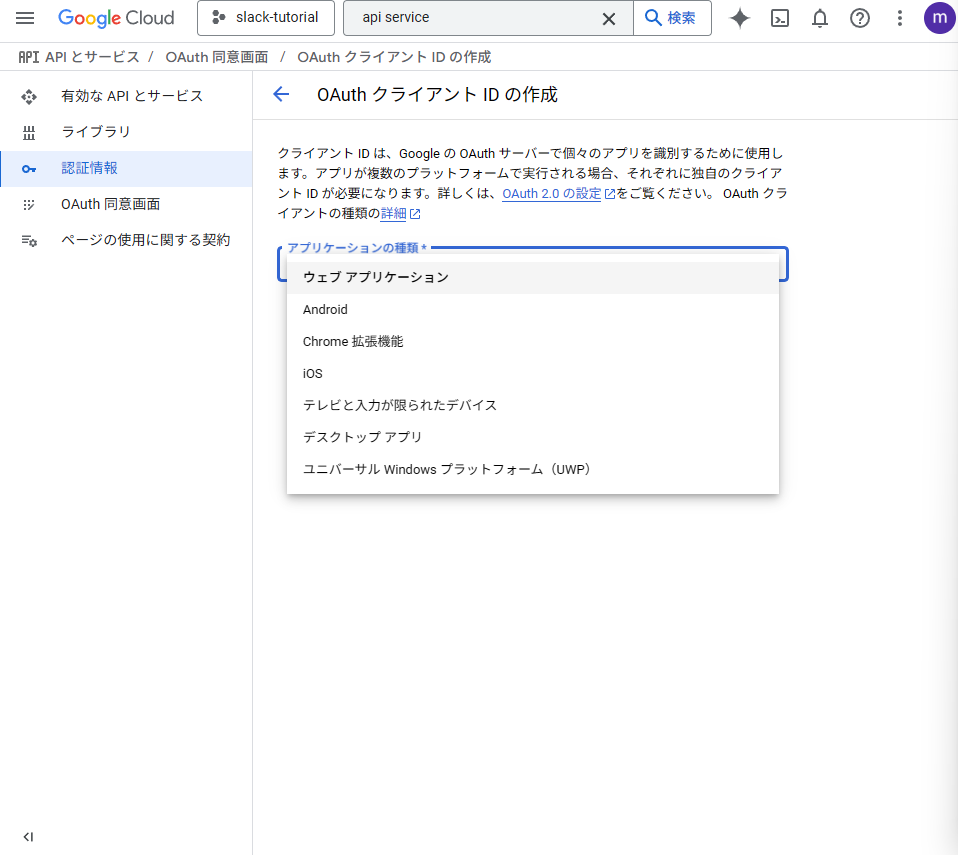 Google Cloud
slack-tutorial
api service
検索
m
API API とサービス / OAuth 同意画面 / OAuth クライアント ID の作成
有効な API とサービス
ライブラリ
認証情報
OAuth 同意画面
ページの使用に関する契約
OAuth クライアント ID の作成
クライアント ID は、Google の OAuth サーバーで個々のアプリを識別するために使用し
ます。アプリが複数のプラットフォームで実行される場合、それぞれに独自のクライア
ント ID が必要になります。詳しくは、OAuth 2.0 の設定をご覧ください。 OAuth クラ
イアントの種類の詳細
アプリケーションの種類 *
ウェブ アプリケーション
Android
Chrome 拡張機能
iOS
テレビと入力が限られたデバイス
デスクトップ アプリ
ユニバーサル Windows プラットフォーム（UWP）